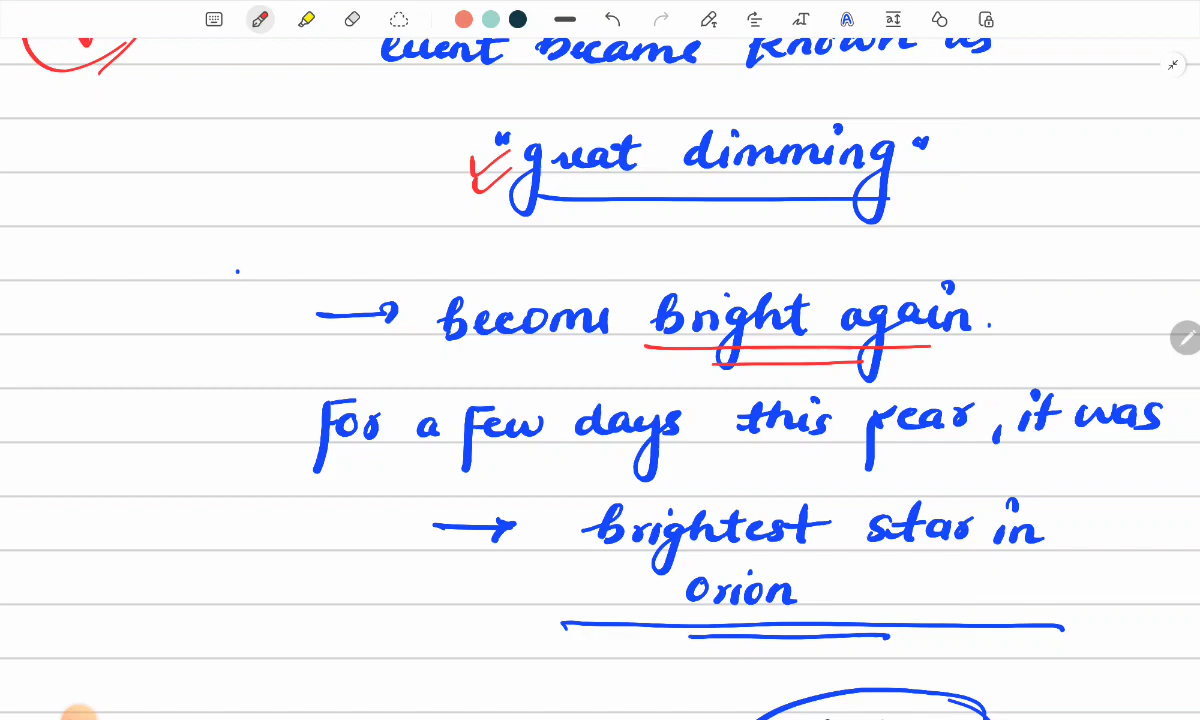 event became known as
"great dimming"
→ become bright again.
For a few days this year, it was
→ brightest star in
Orion